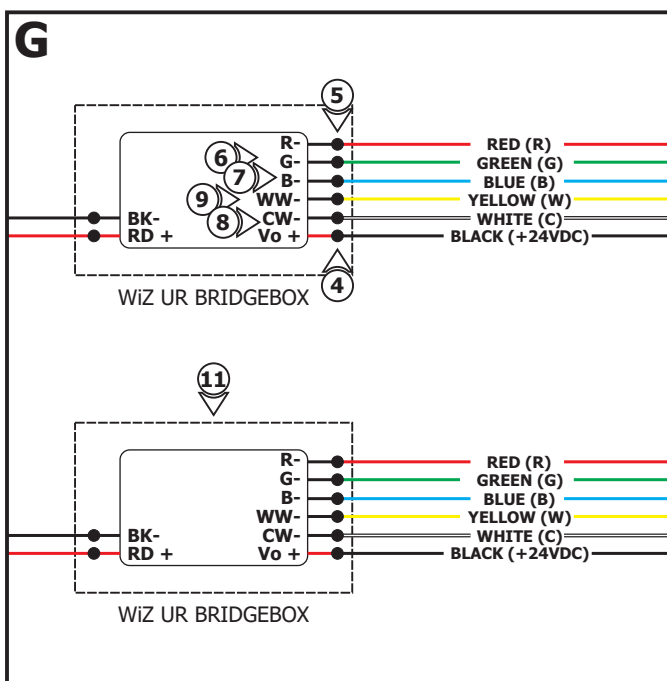 G
5
R- RED (R)
6 G- GREEN (G)
7 B- BLUE (B)
9 WW- YELLOW (W)
BK- 8 CW- WHITE (C)
RD + Vo + BLACK (+24VDC)
4
WiZ UR BRIDGEBOX
11
R- RED (R)
G- GREEN (G)
B- BLUE (B)
WW- YELLOW (W)
BK- CW- WHITE (C)
RD + Vo + BLACK (+24VDC)
WiZ UR BRIDGEBOX